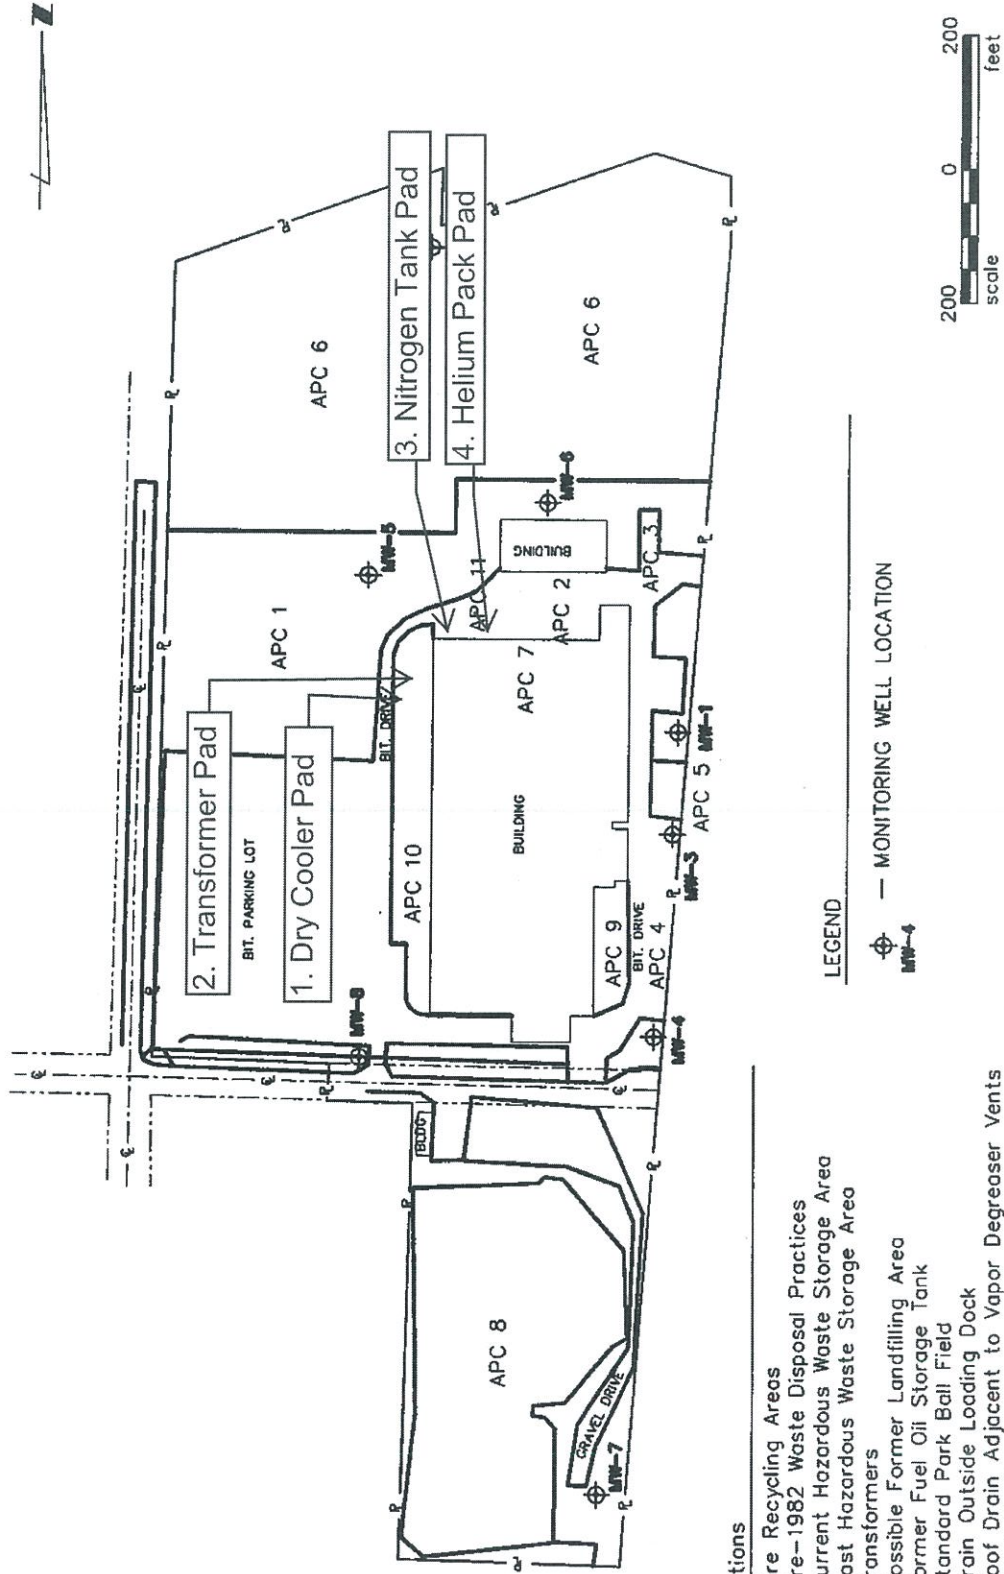 N
2. Transformer Pad
BIT. PARKING LOT
1. Dry Cooler Pad
3. Nitrogen Tank Pad
4. Helium Pack Pad
APC 1
APC 6
APC 6
MW-5
MW-6
MW-8
BIT. DRIVE
APC 10
APC 11
BUILDING
APC 2
APC 3
APC 7
BUILDING
APC 9
BIT. DRIVE
APC 4
APC 5
MW-1
MW-3
MW-4
BLDG
APC 8
GRAVEL DRIVE
MW-7
LEGEND
MW-4
— MONITORING WELL LOCATION
200 0 200
scale feet
tions
re Recycling Areas
re-1982 Waste Disposal Practices
urrent Hazardous Waste Storage Area
ast Hazardous Waste Storage Area
ransformers
ossible Former Landfilling Area
ormer Fuel Oil Storage Tank
tandard Park Ball Field
rain Outside Loading Dock
oof Drain Adjacent to Vapor Degreaser Vents